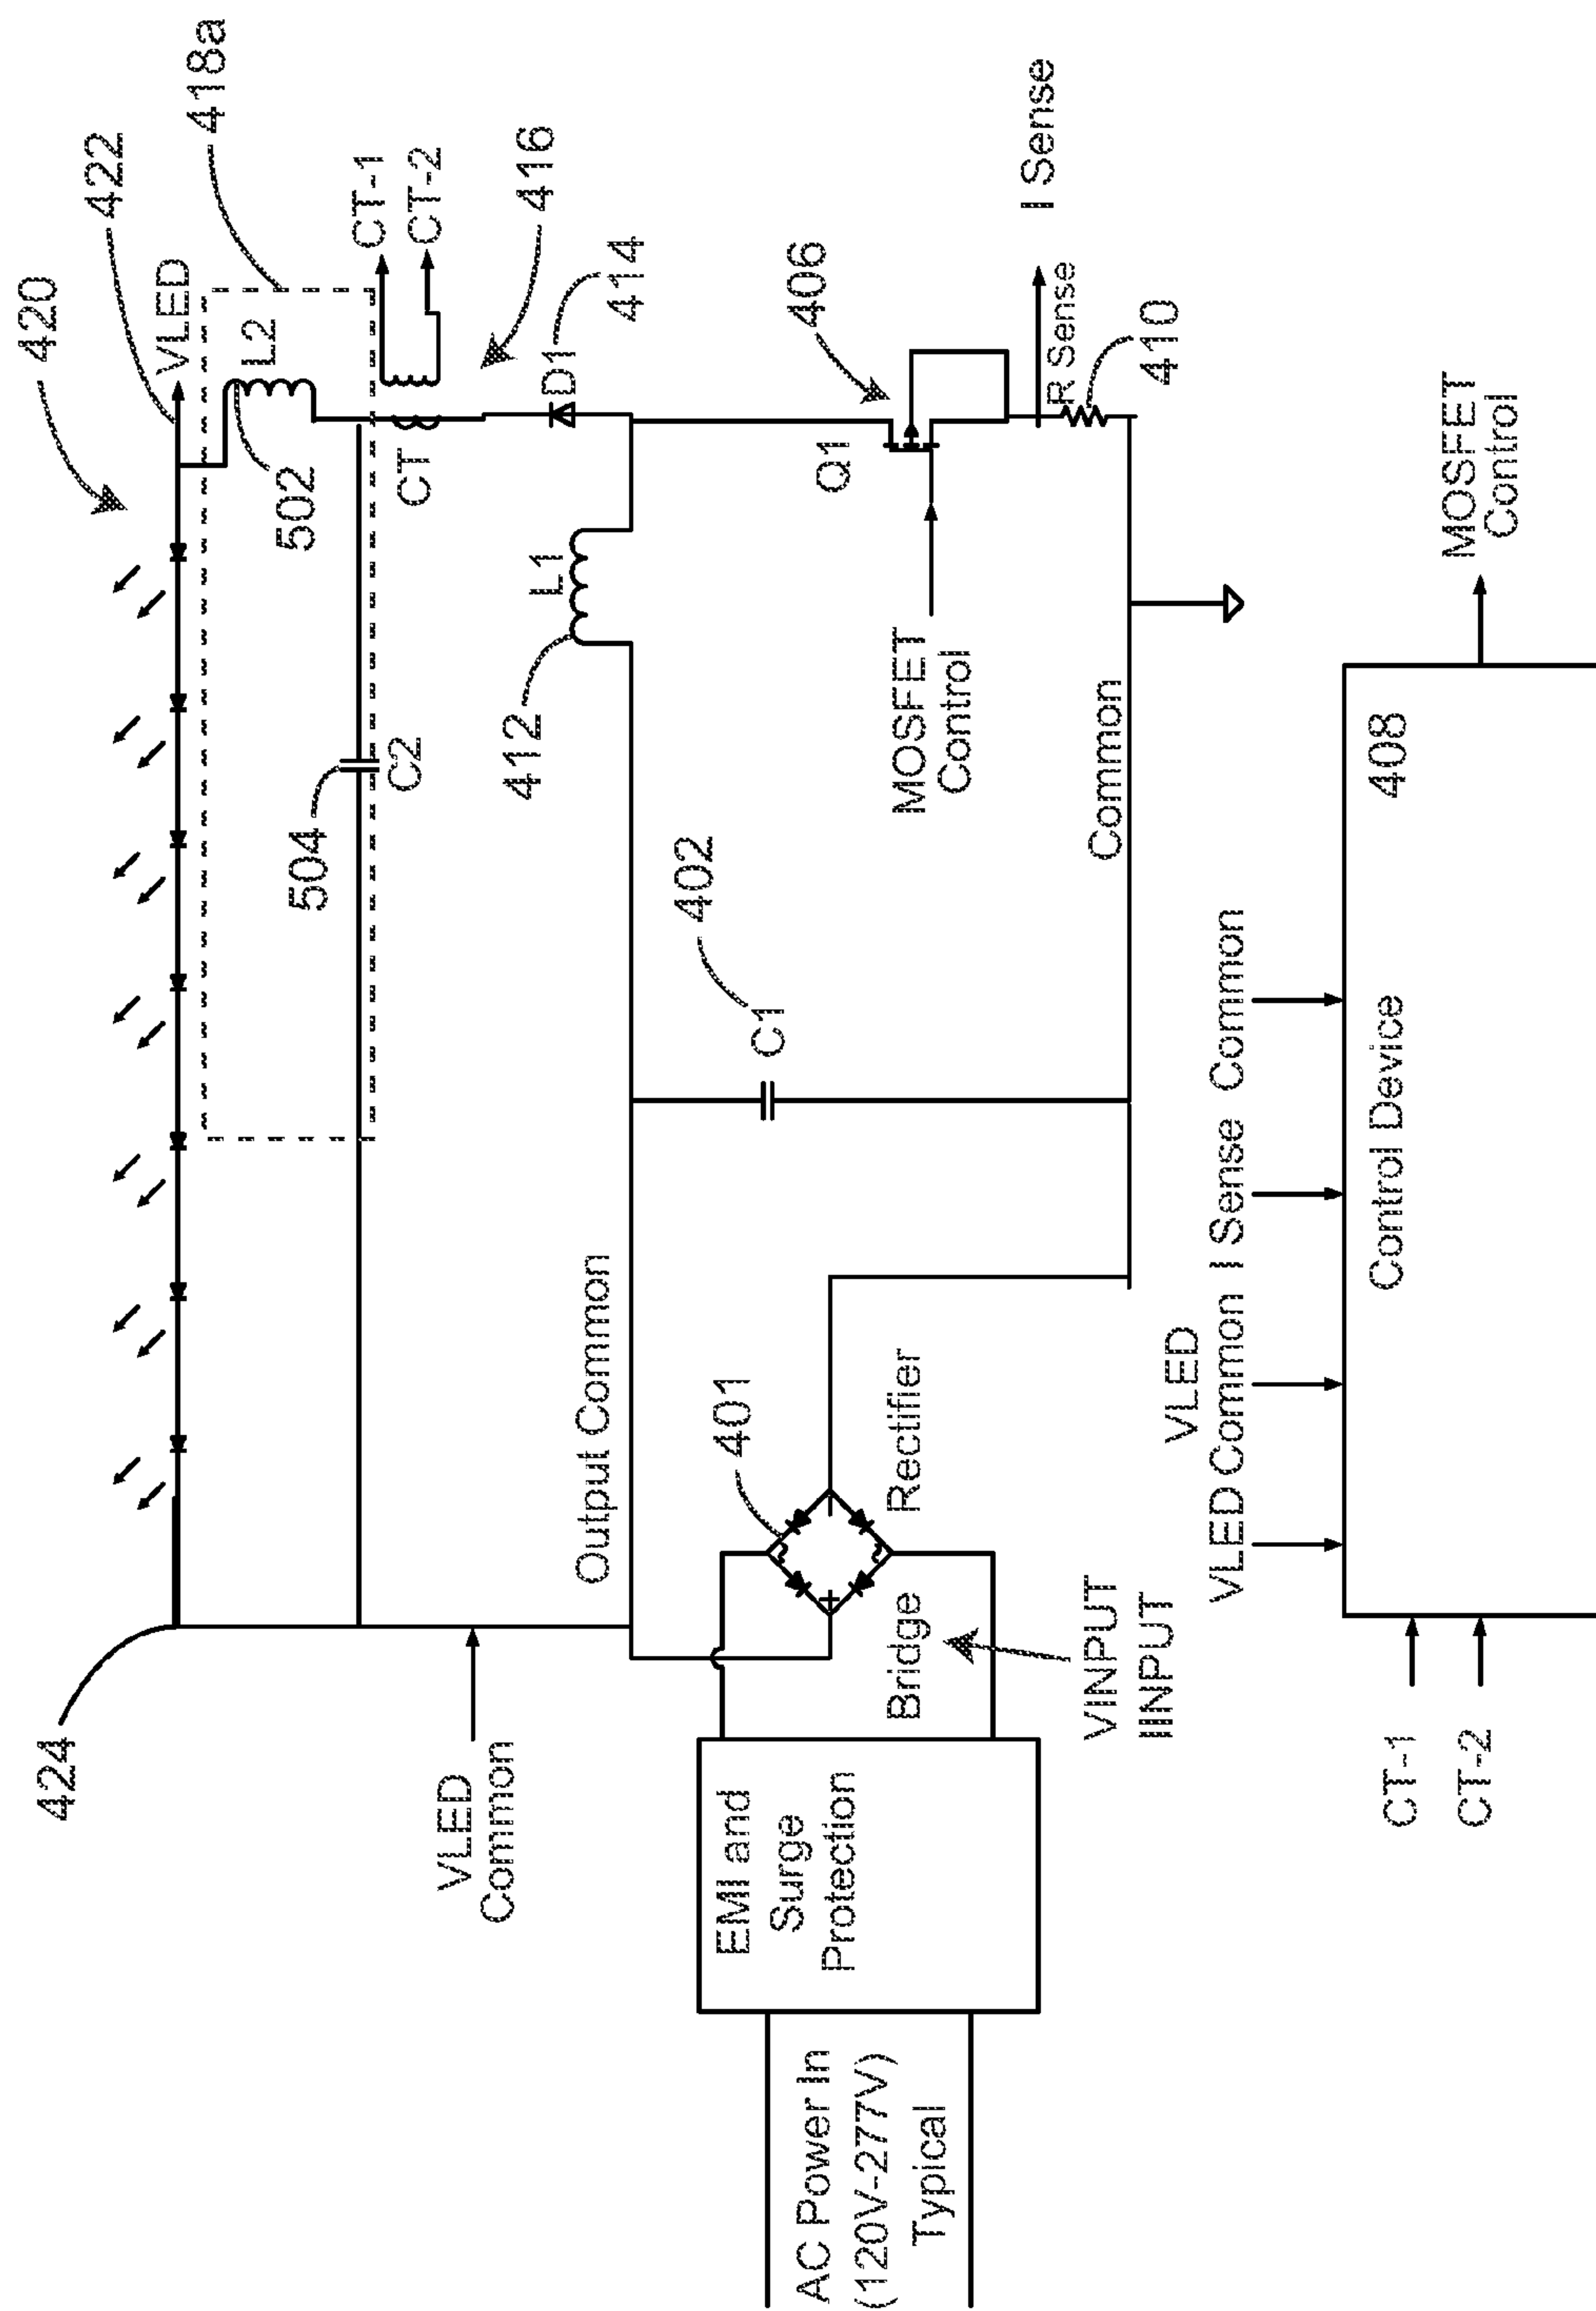 424
420
422
VLED
418a
L2
502
504
C2
CT
CT-1
CT-2
416
D1
414
VLED
Common
Output Common
412
L1
406
Q1
I Sense
R Sense
410
MOSFET
Control
402
C1
Common
401
Rectifier
Bridge
VINPUT
IINPUT
EMI and
Surge
Protection
AC Power In
(120V-277V)
Typical
VLED
VLED Common I Sense Common
CT-1
CT-2
Control Device
408
MOSFET
Control